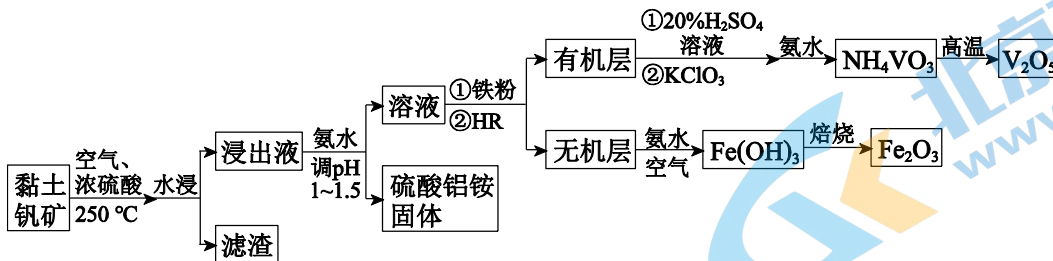 黏土
钒矿
空气、
浓硫酸
250 ℃
水浸
浸出液
滤渣
氨水
调pH
1~1.5
溶液
硫酸铝铵
固体
①铁粉
②HR
有机层
无机层
①20%H₂SO₄
溶液
②KClO₃
氨水
NH₄VO₃
高温
V₂O₅
氨水
空气
Fe(OH)₃
焙烧
Fe₂O₃
北京
www